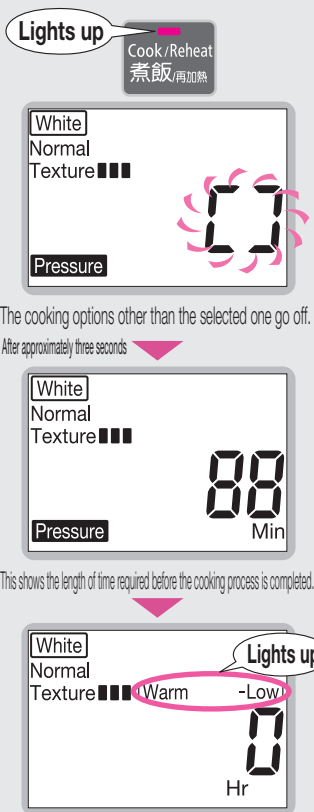 Lights up
Cook/Reheat
煮飯/再加熱
White
Normal
Texture
Pressure
The cooking options other than the selected one go off.
After approximately three seconds
White
Normal
Texture
88
Pressure
Min
This shows the length of time required before the cooking process is completed.
White
Lights up
Normal
Texture Warm -Low
0
Hr